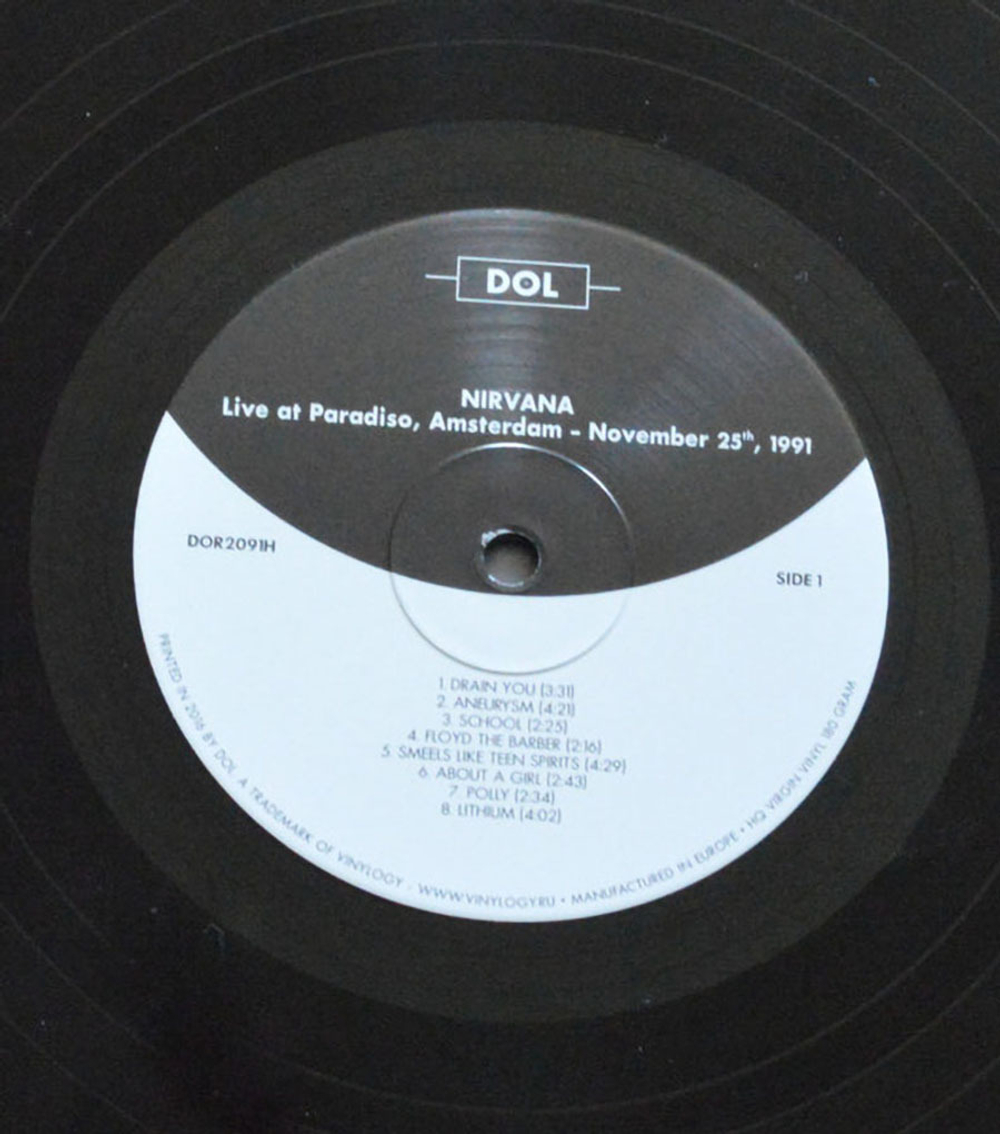 DOL
NIRVANA
Live at Paradiso, Amsterdam - November 25th, 1991
DOR2091H
SIDE 1
1. DRAIN YOU (3:31)
2. ANEURYSM (4:21)
3. SCHOOL (2:25)
4. FLOYD THE BARBER (2:16)
5. SMEELS LIKE TEEN SPIRITS (4:29)
6. ABOUT A GIRL (2:43)
7. POLLY (2:34)
8. LITHIUM (4:02)
PRINTED IN 2016 BY DOL, A TRADEMARK OF VINYLOGY - WWW.VINYLOGY.RU • MANUFACTURED IN EUROPE • HQ VIRGIN VINYL 180 GRAM